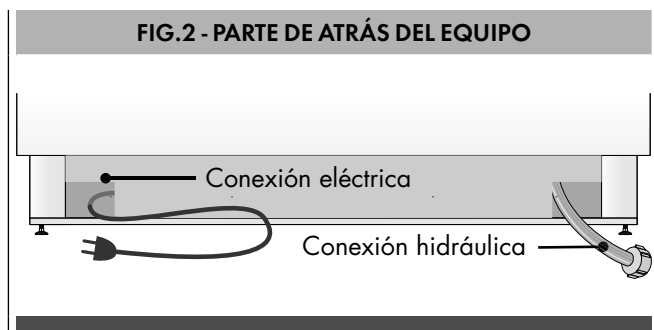 FIG.2 - PARTE DE ATRÁS DEL EQUIPO
Conexión eléctrica
Conexión hidráulica